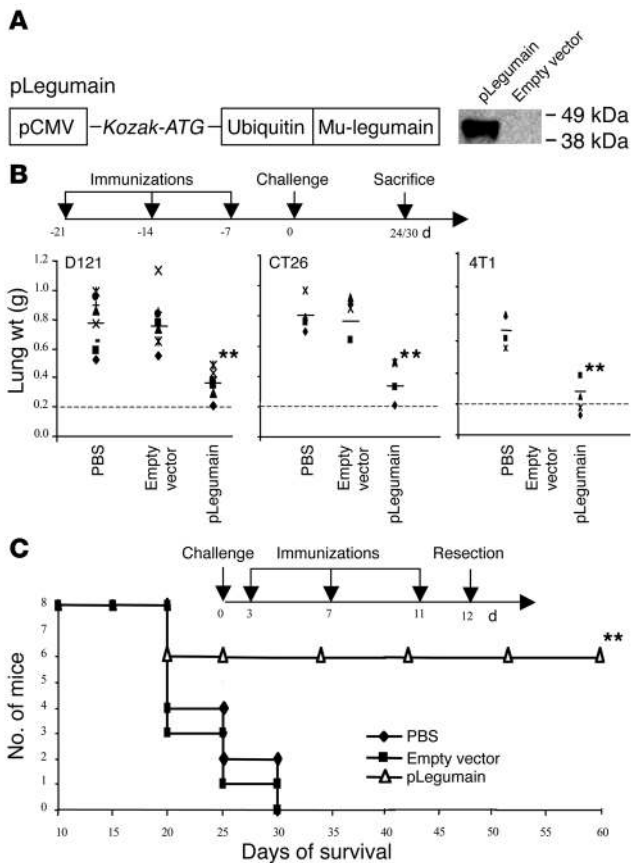 A
pLegumain
pCMV –Kozak-ATG– Ubiquitin Mu-legumain
pLegumain
Empty vector
– 49 kDa
– 38 kDa
B
Immunizations Challenge Sacrifice
-21 -14 -7 0 24/30 d
D121 CT26 4T1
Lung wt (g)
1.2
1.0
0.8
0.6
0.4
0.2
0.0
**
**
**
PBS
Empty
vector
pLegumain
PBS
Empty
vector
pLegumain
PBS
Empty
vector
pLegumain
C
Challenge Immunizations Resection
0 3 7 11 12 d
No. of mice
8
6
4
3
2
1
0
**
PBS
Empty vector
pLegumain
10 15 20 25 30 40 45 50 55 60
Days of survival